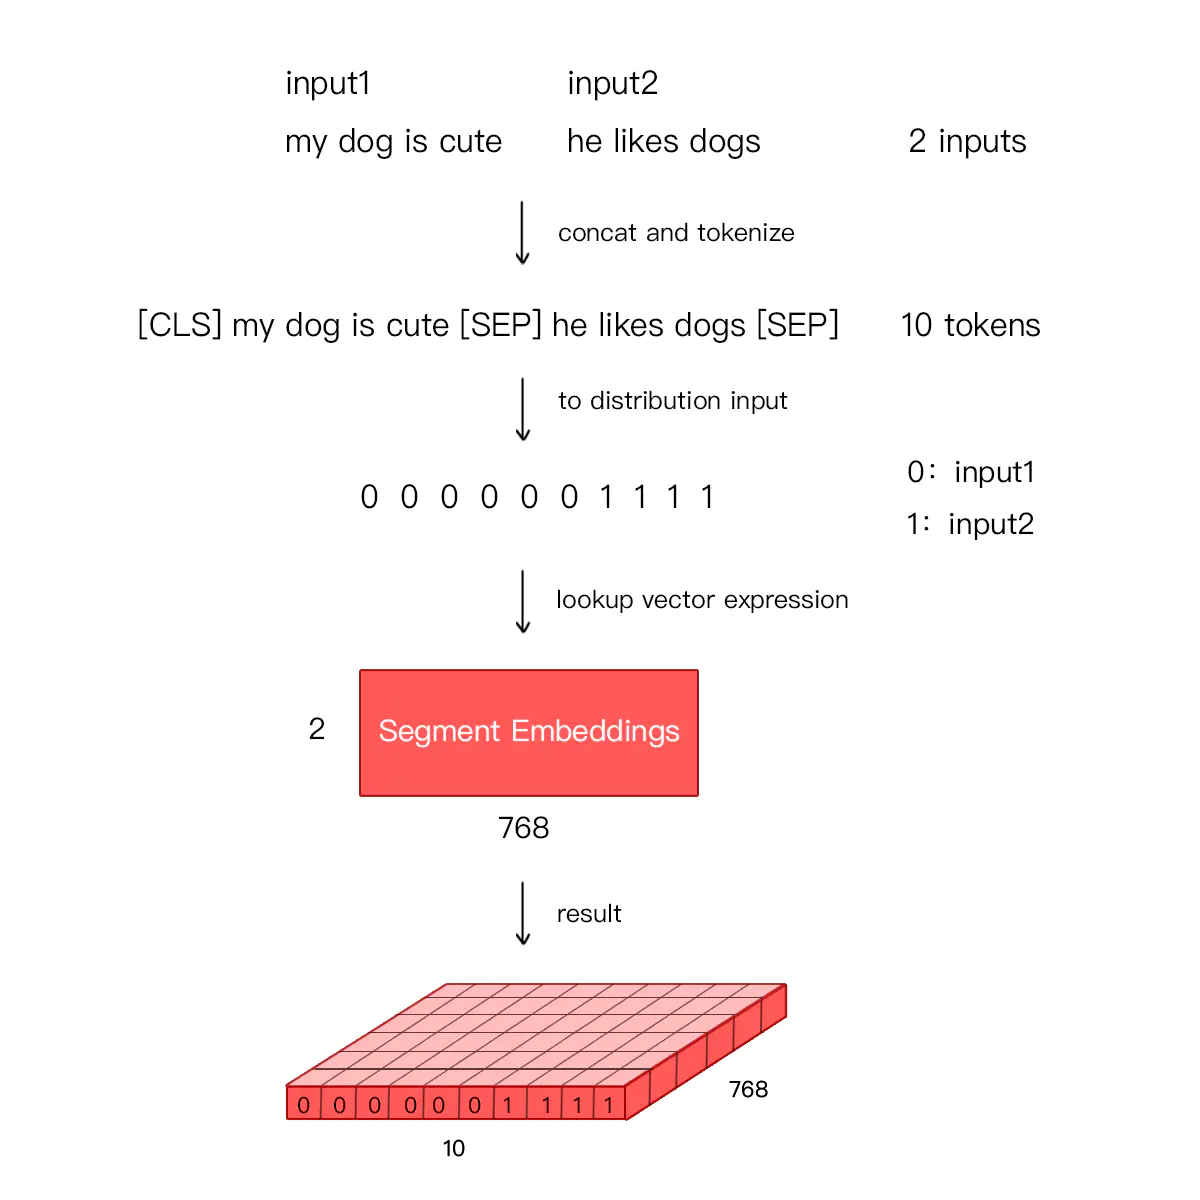 input1 input2
my dog is cute he likes dogs 2 inputs
concat and tokenize
[CLS] my dog is cute [SEP] he likes dogs [SEP] 10 tokens
to distribution input
0: input1
0 0 0 0 0 0 1 1 1 1
1: input2
lookup vector expression
2 Segment Embeddings
768
result
768
0 0 0 0 0 0 1 1 1 1
10